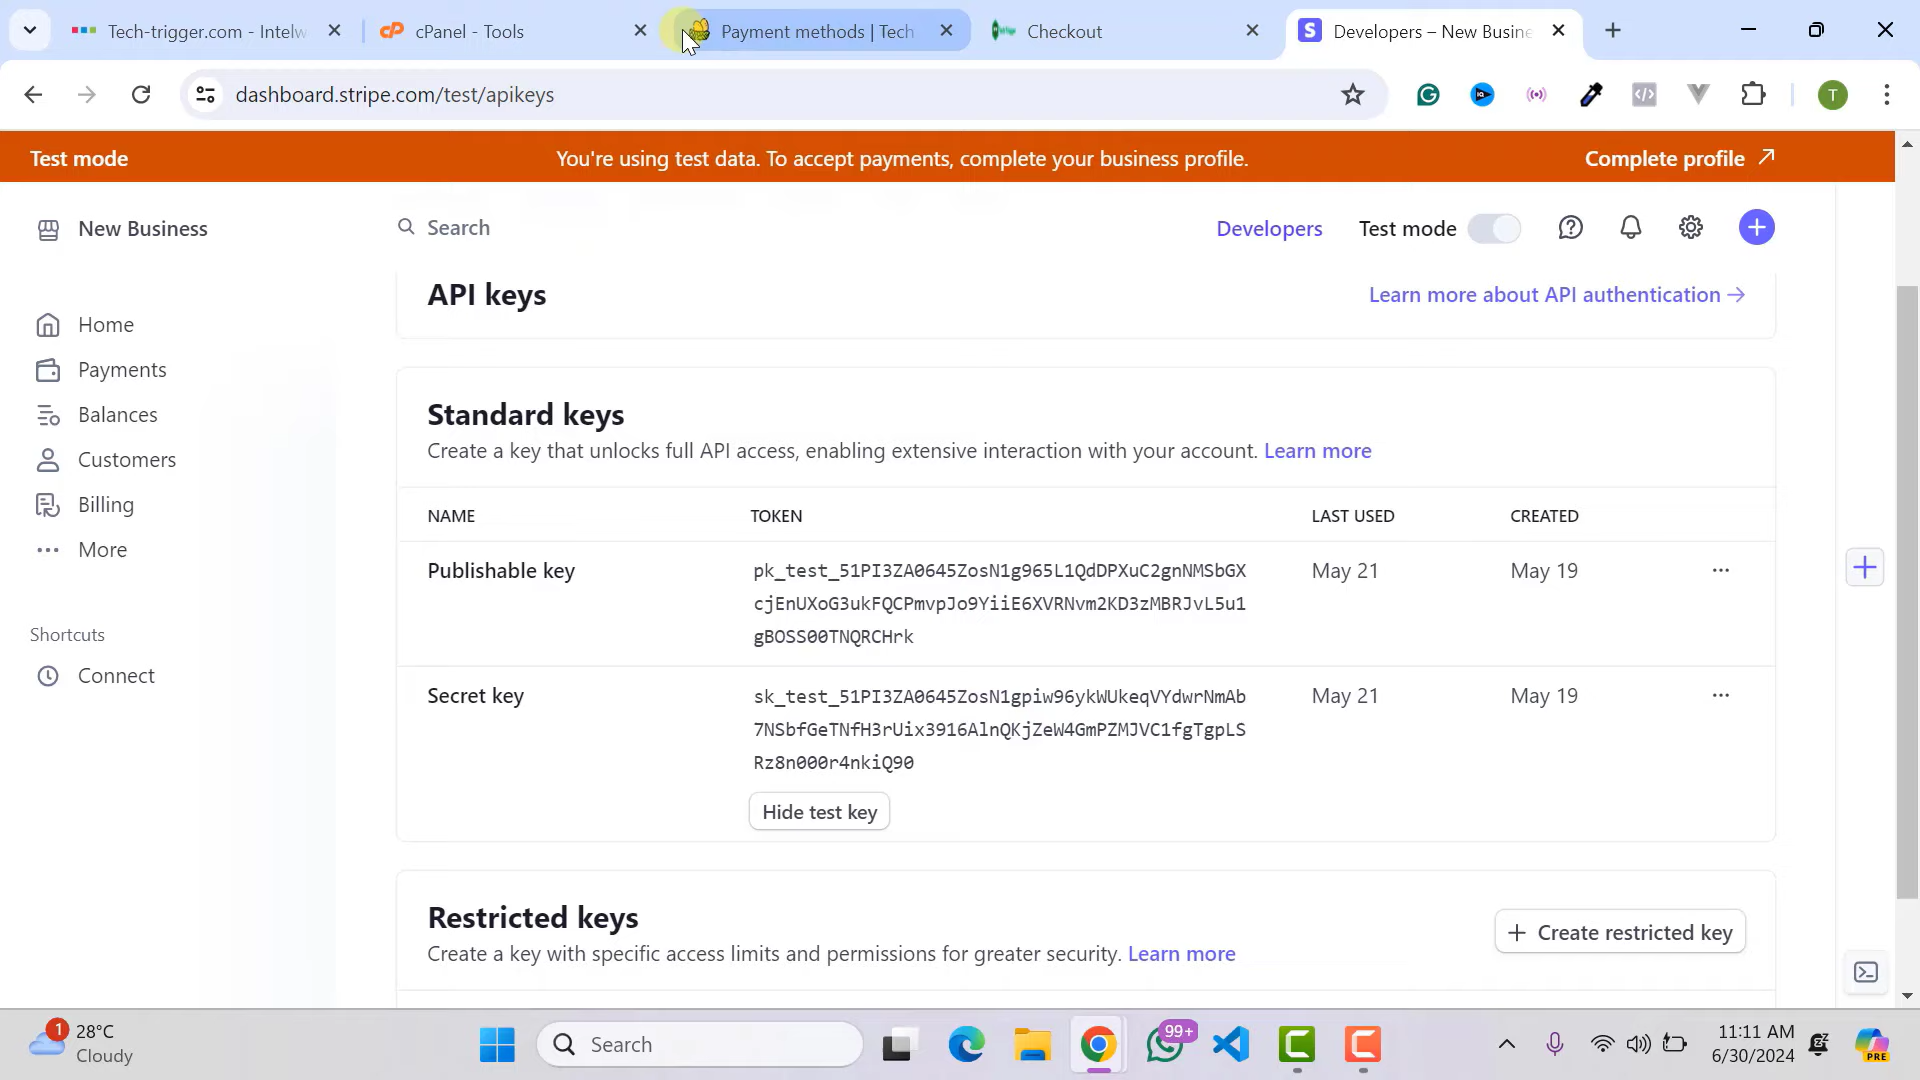 Tech-trigger.com - Intelw
cPanel - Tools
Payment methods | Tech
Checkout
Developers – New Busine
dashboard.stripe.com/test/apikeys
T
Test mode
You're using test data. To accept payments, complete your business profile.
Complete profile
New Business
Search
Developers
Test mode
API keys
Learn more about API authentication
Home
Payments
Balances
Customers
Billing
More
Shortcuts
Connect
Standard keys
Create a key that unlocks full API access, enabling extensive interaction with your account. Learn more
NAME TOKEN LAST USED CREATED
Publishable key
pk_test_51PI3ZA0645ZosN1g965L1QdDPXuC2gnNMSbGX
cjEnUXoG3ukFQCPmvpJo9YiiE6XVRNvm2KD3zMBRJvL5u1
gBOSS00TNQRCHrk
May 21
May 19
Secret key
sk_test_51PI3ZA0645ZosN1gpiw96ykWUkeqVYdwrNmAb
7NSbfGeTNfH3rUix3916AlnQKjZeW4GmPZMJVC1fgTgpLS
Rz8n000r4nkiQ90
May 21
May 19
Hide test key
Restricted keys
Create a key with specific access limits and permissions for greater security. Learn more
Create restricted key
1
28°C
Cloudy
Search
99+
11:11 AM
6/30/2024
PRE